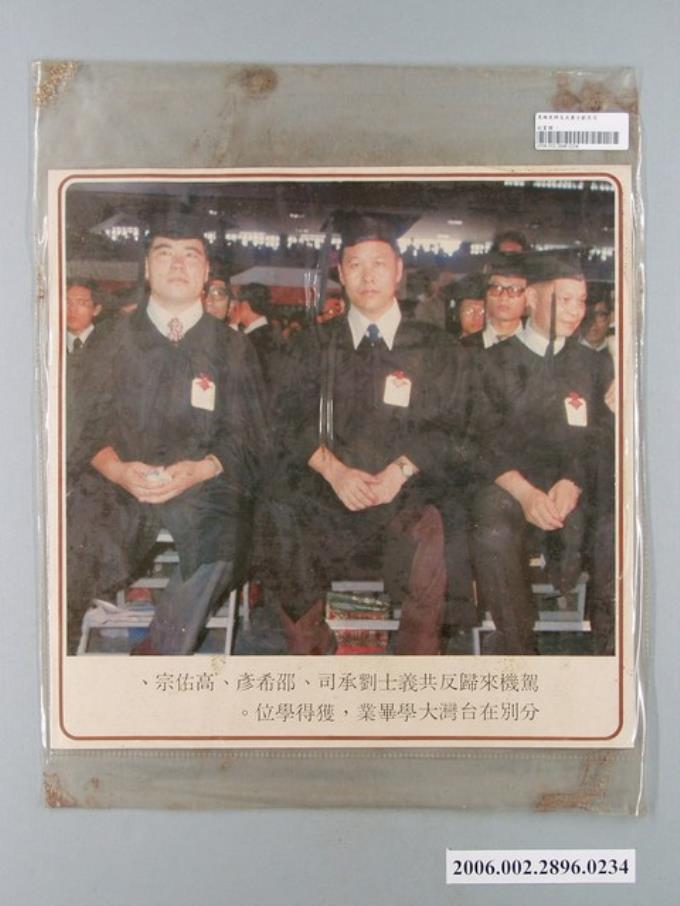 駕機來歸反共義士劉承司、邵希彥、高佑宗、
分別在台灣大學畢業，獲得學位。
2006.002.2896.0234